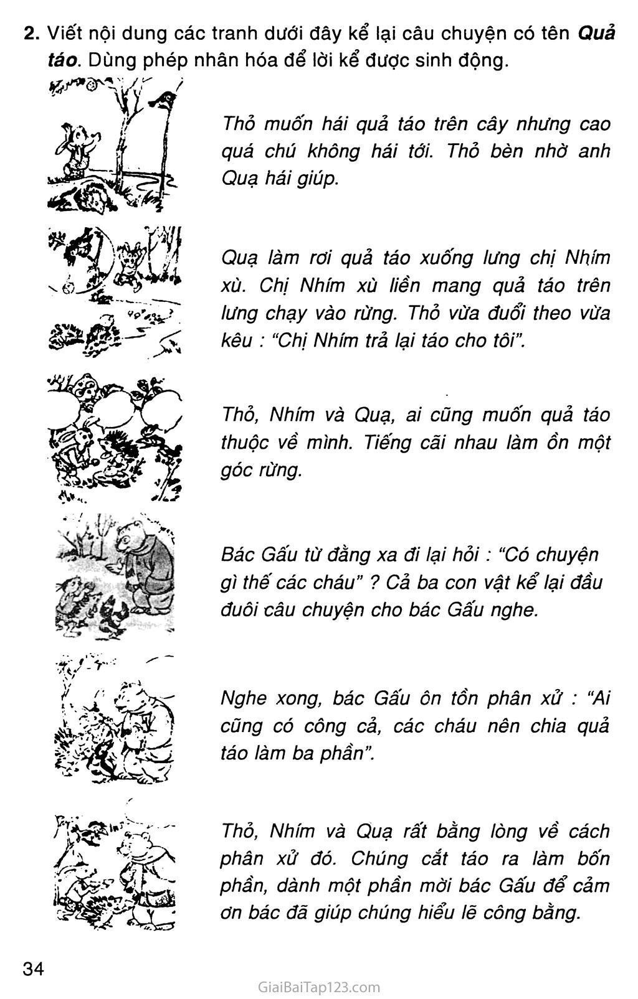 2. Viết nội dung các tranh dưới đây kể lại câu chuyện có tên Quả
táo. Dùng phép nhân hóa để lời kể được sinh động.
Thỏ muốn hái quả táo trên cây nhưng cao
quá chú không hái tới. Thỏ bèn nhờ anh
Quạ hái giúp.
Quạ làm rơi quả táo xuống lưng chị Nhím
xù. Chị Nhím xù liền mang quả táo trên
lưng chạy vào rừng. Thỏ vừa đuổi theo vừa
kêu : “Chị Nhím trả lại táo cho tôi”.
Thỏ, Nhím và Quạ, ai cũng muốn quả táo
thuộc về mình. Tiếng cãi nhau làm ồn một
góc rừng.
Bác Gấu từ đằng xa đi lại hỏi : “Có chuyện
gì thế các cháu” ? Cả ba con vật kể lại đầu
đuôi câu chuyện cho bác Gấu nghe.
Nghe xong, bác Gấu ôn tồn phân xử : “Ai
cũng có công cả, các cháu nên chia quả
táo làm ba phần”.
Thỏ, Nhím và Quạ rất bằng lòng về cách
phân xử đó. Chúng cắt táo ra làm bốn
phần, dành một phần mời bác Gấu để cảm
ơn bác đã giúp chúng hiểu lẽ công bằng.
34
GiaiBaiTap123.com